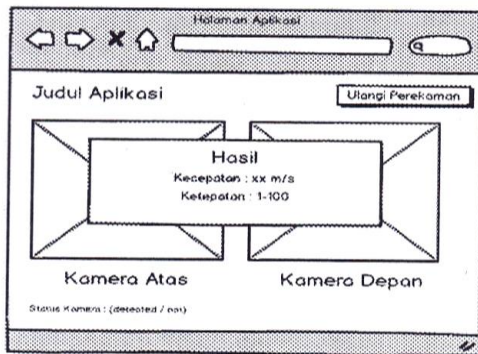 Halaman Aplikasi
Judul Aplikasi
Ulangi Perekaman
Hasil
Kecepatan : xx m/s
Ketepatan : 1-100
Kamera Atas
Kamera Depan
Status Kamera : (detected / not)